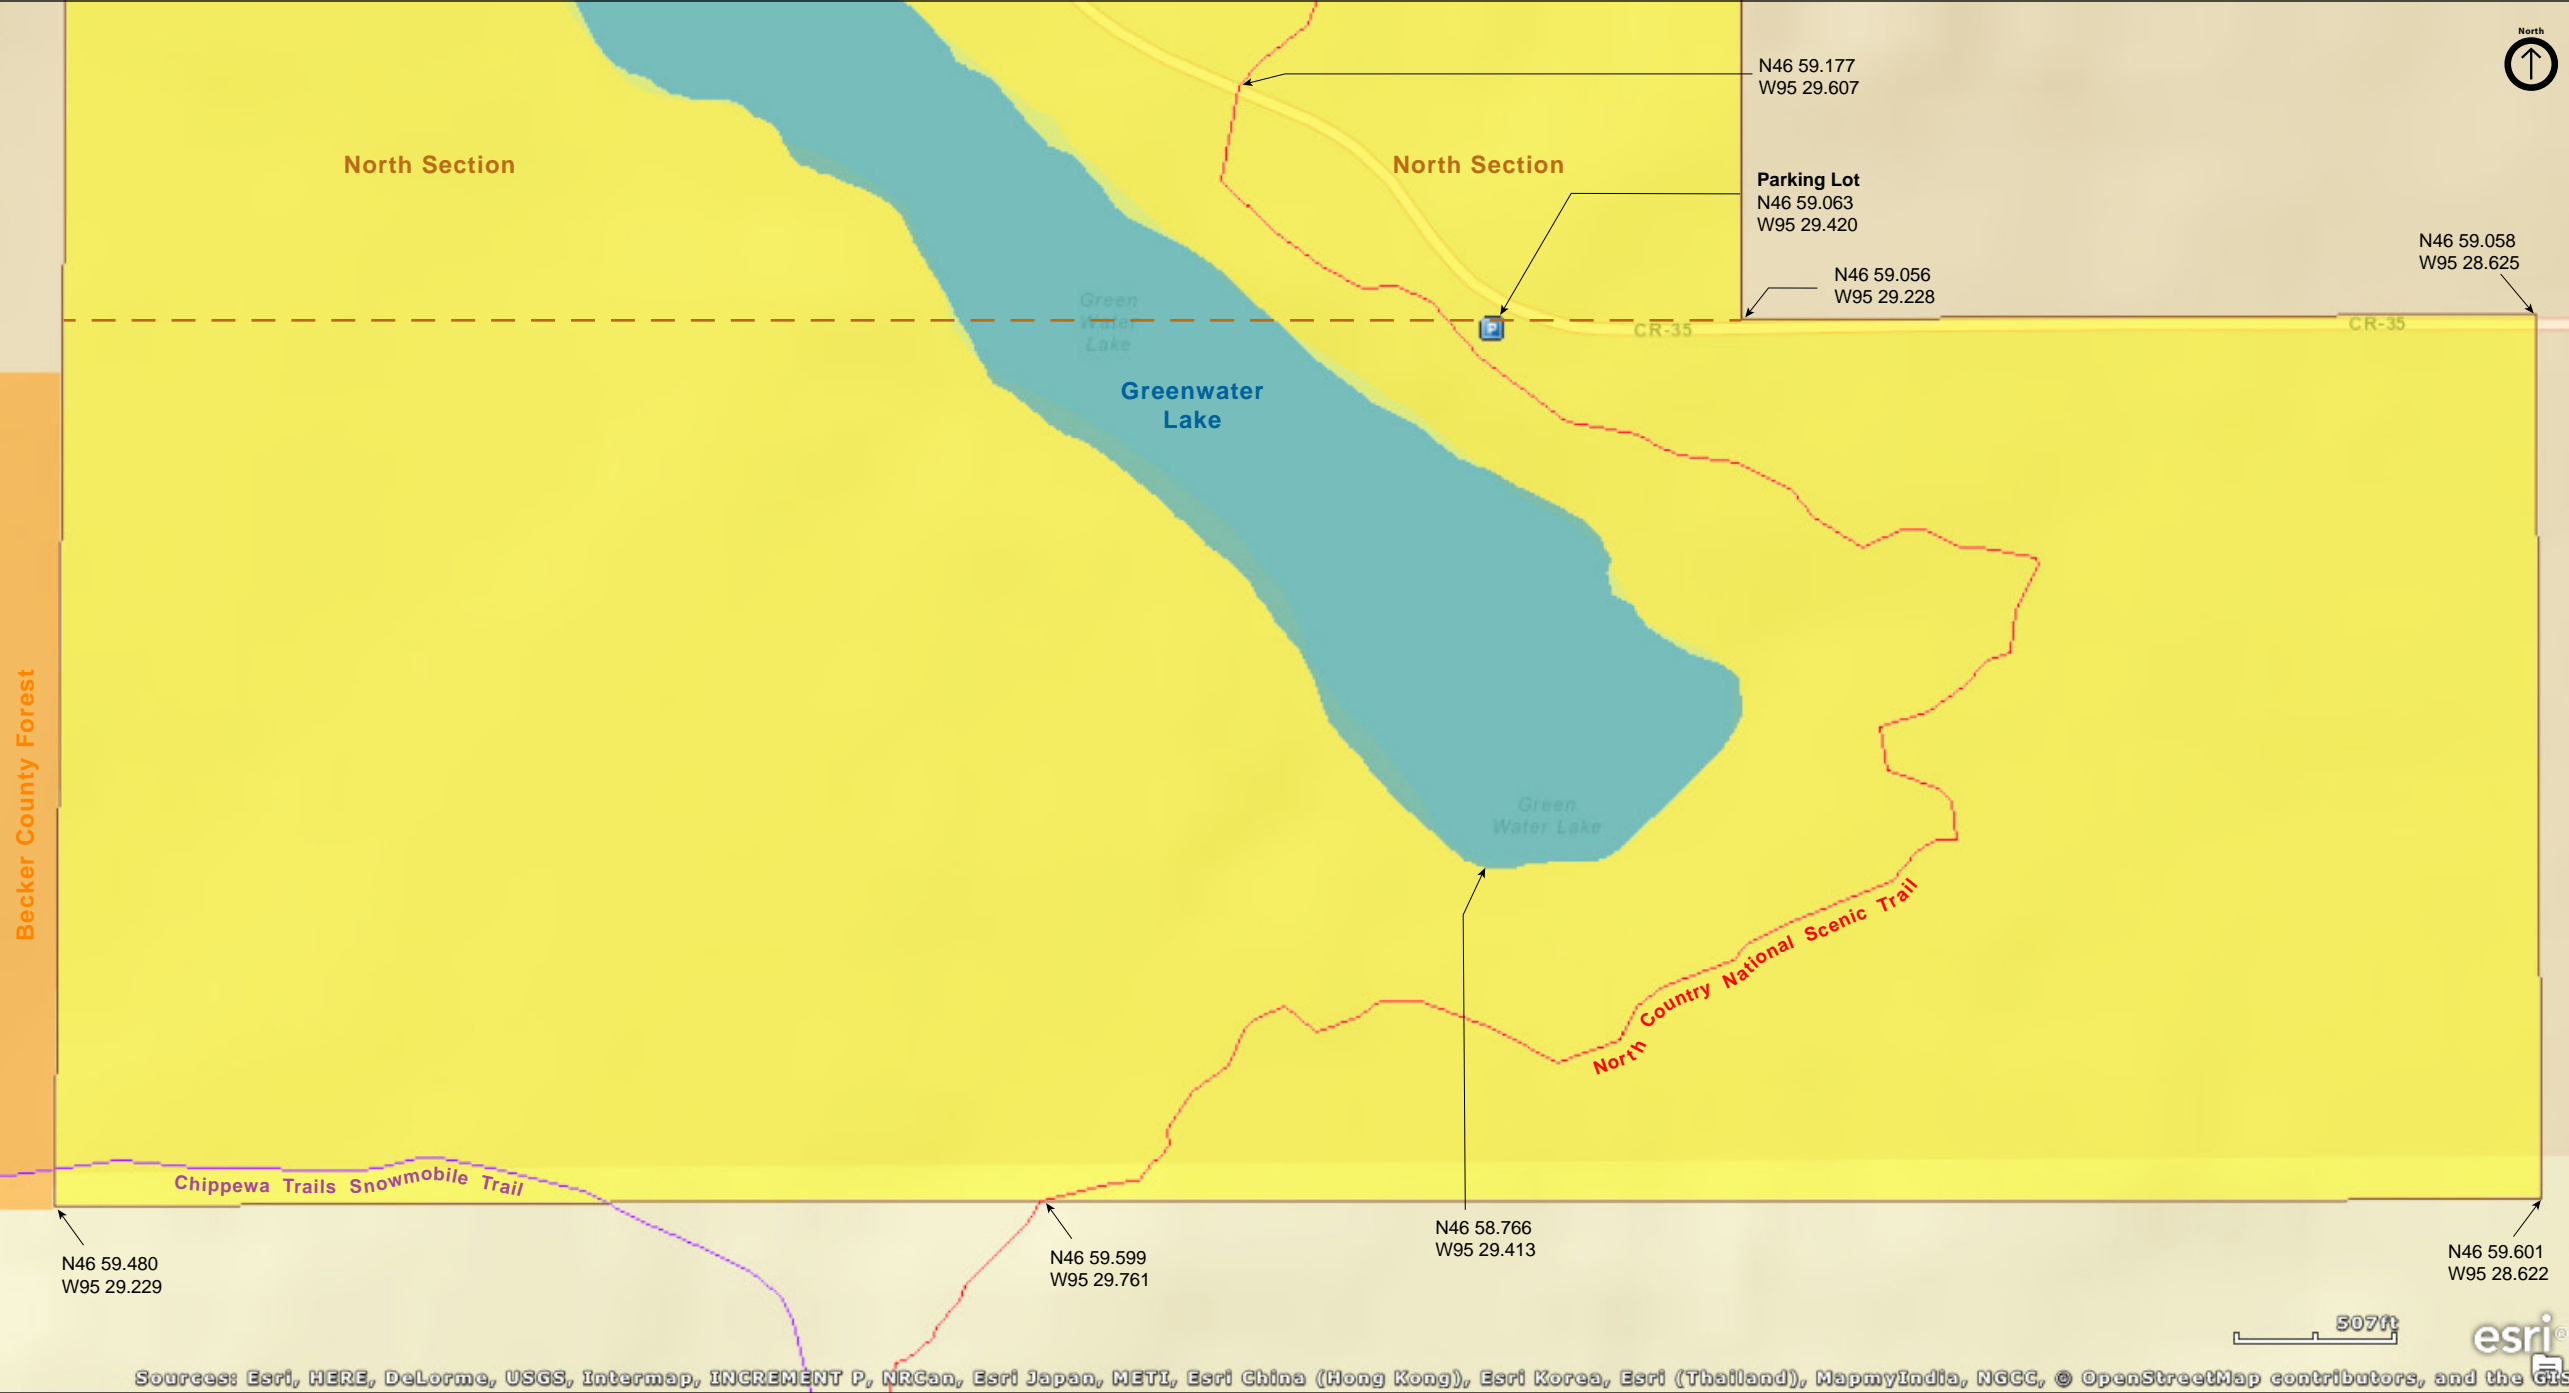 North
N46 59.177
W95 29.607
North Section
North Section
Parking Lot
N46 59.063
W95 29.420
N46 59.058
W95 28.625
N46 59.056
W95 29.228
Green
Water
Lake
P
CR-35
CR-35
Greenwater
Lake
Becker County Forest
Green
Water Lake
North Country National Scenic Trail
Chippewa Trails Snowmobile Trail
N46 58.766
W95 29.413
N46 59.480
W95 29.229
N46 59.599
W95 29.761
N46 59.601
W95 28.622
507ft
esri
Sources: Esri, HERE, DeLorme, USGS, Intermap, INCREMENT P, NRCan, Esri Japan, METI, Esri China (Hong Kong), Esri Korea, Esri (Thailand), MapmyIndia, NGCC, © OpenStreetMap contributors, and the GIS